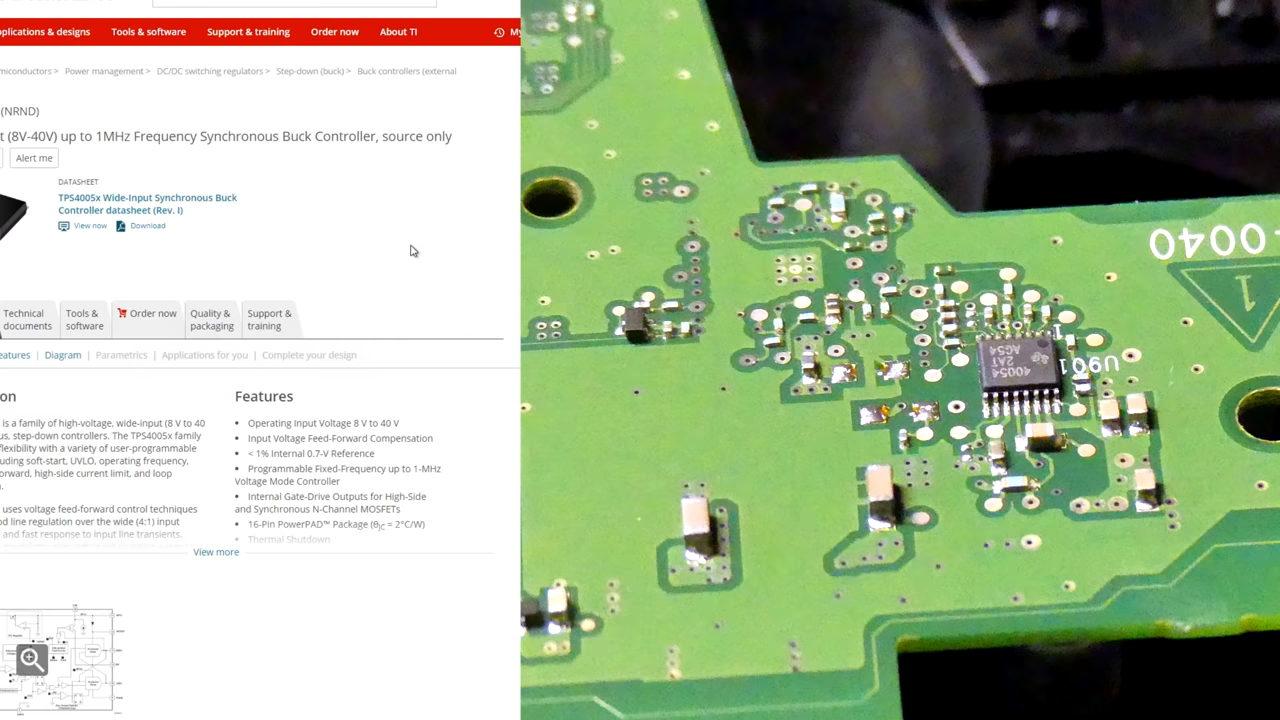 plications & designs Tools & software Support & training Order now About TI My
miconductors > Power management > DC/DC switching regulators > Step-down (buck) > Buck controllers (external
(NRND)
t (8V-40V) up to 1MHz Frequency Synchronous Buck Controller, source only
Alert me
DATASHEET
TPS4005x Wide-Input Synchronous Buck
Controller datasheet (Rev. I)
View now Download
Technical
documents
Tools &
software
Order now
Quality &
packaging
Support &
training
eatures | Diagram | Parametrics | Applications for you | Complete your design
on
is a family of high-voltage, wide-input (8 V to 40
us, step-down controllers. The TPS4005x family
flexibility with a variety of user-programmable
uding soft-start, UVLO, operating frequency,
orward, high-side current limit, and loop
n.
uses voltage feed-forward control techniques
od line regulation over the wide (4:1) input
and fast response to input line transients.
Features
• Operating Input Voltage 8 V to 40 V
• Input Voltage Feed-Forward Compensation
• < 1% Internal 0.7-V Reference
• Programmable Fixed-Frequency up to 1-MHz
Voltage Mode Controller
• Internal Gate-Drive Outputs for High-Side
and Synchronous N-Channel MOSFETs
• 16-Pin PowerPAD™ Package (θJC = 2°C/W)
• Thermal Shutdown
View more
0040
1
1
U901
40054
2AT
AG54